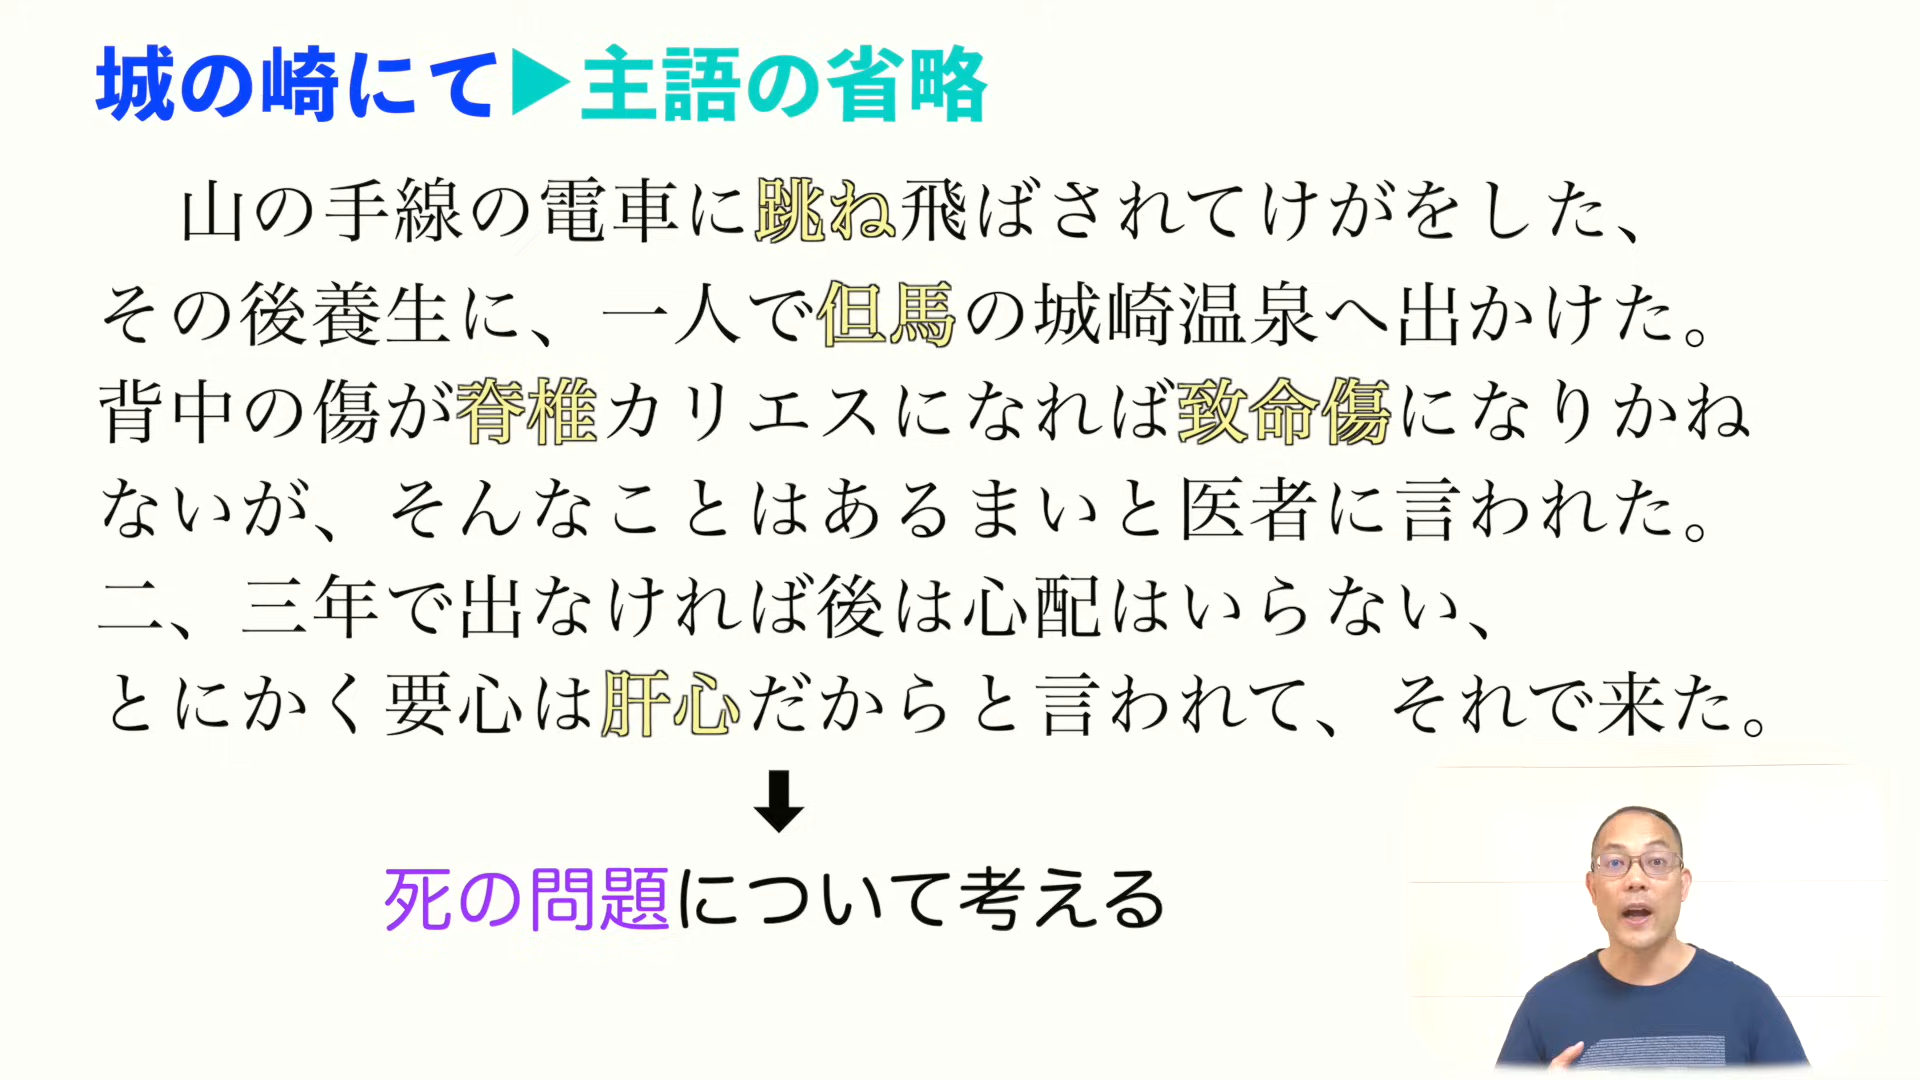 城の崎にて▶主語の省略
山の手線の電車に跳ね飛ばされてけがをした、
その後養生に、一人で但馬の城崎温泉へ出かけた。
背中の傷が脊椎カリエスになれば致命傷になりかね
ないが、そんなことはあるまいと医者に言われた。
二、三年で出なければ後は心配はいらない、
とにかく要心は肝心だからと言われて、それで来た。
死の問題について考える